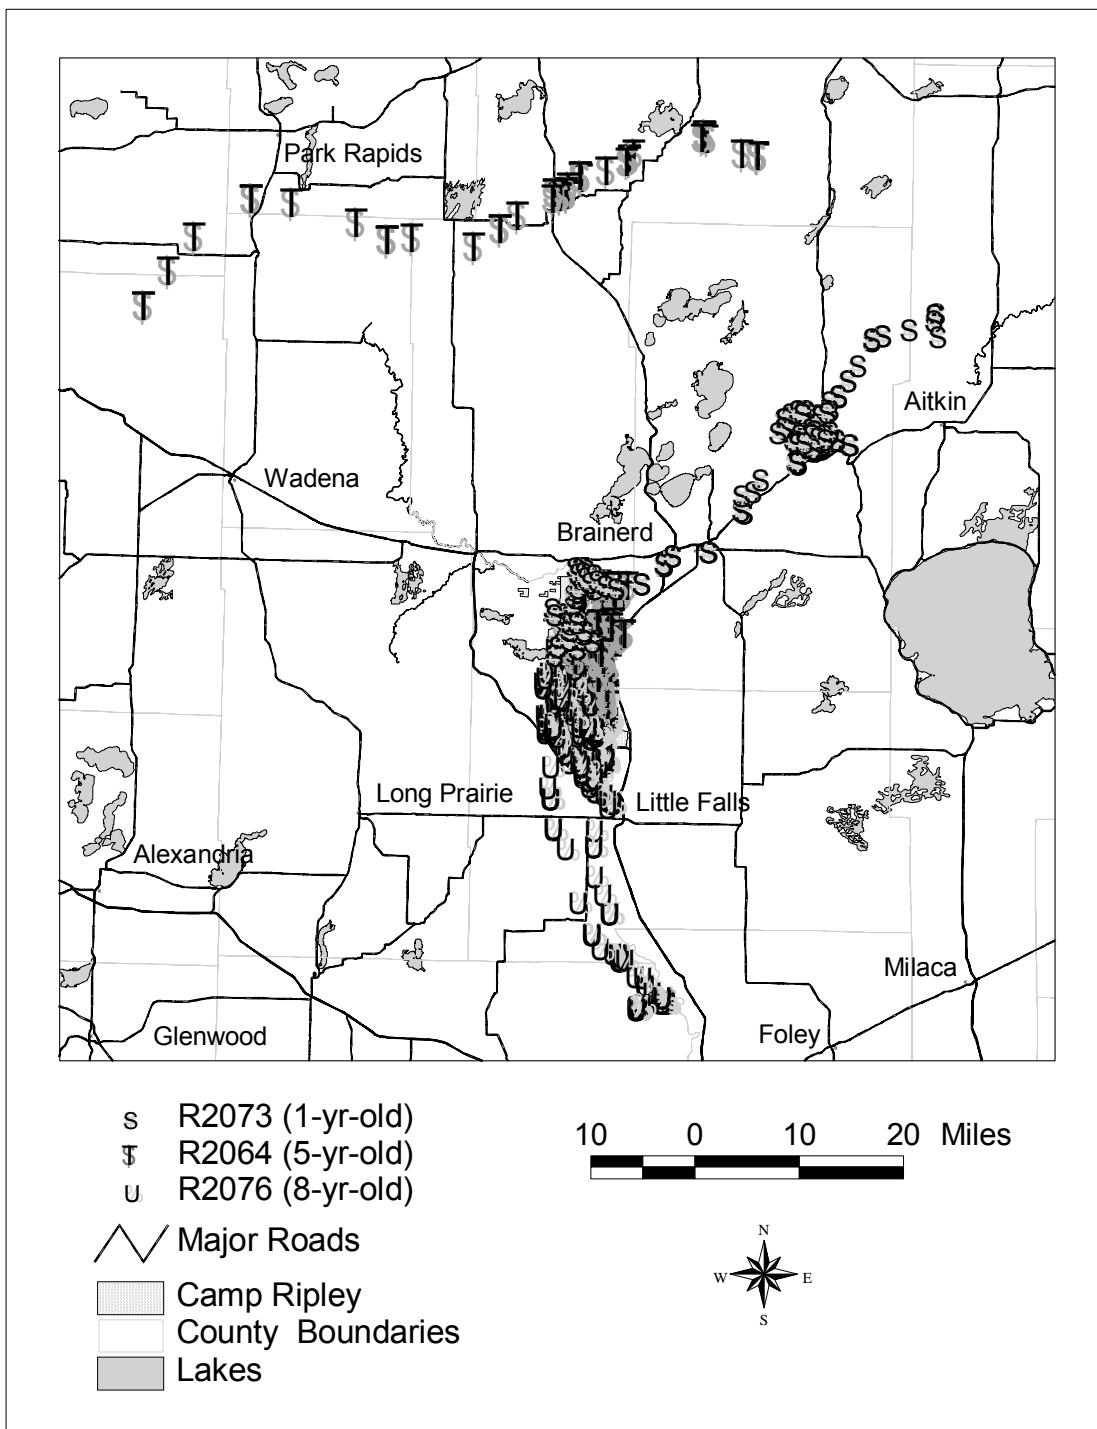 Park Rapids
Aitkin
Wadena
Brainerd
Long Prairie
Little Falls
Alexandria
Milaca
Glenwood
Foley
S R2073 (1-yr-old)
T R2064 (5-yr-old)
U R2076 (8-yr-old)
Major Roads
Camp Ripley
County Boundaries
Lakes
10 0 10 20 Miles
N
W E
S